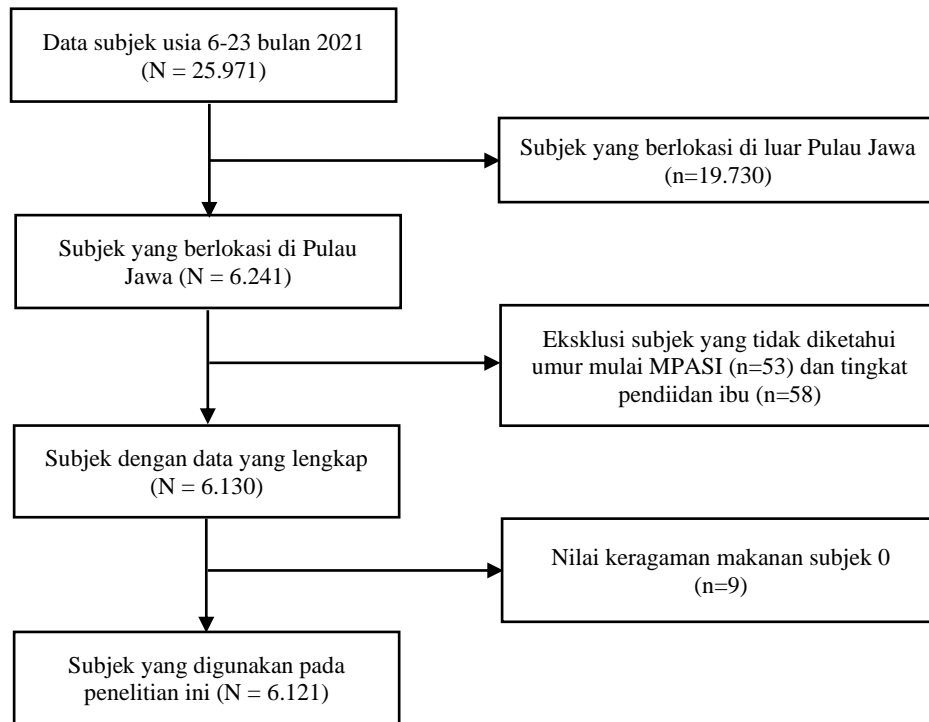 Data subjek usia 6-23 bulan 2021
(N = 25.971)
Subjek yang berlokasi di luar Pulau Jawa
(n=19.730)
Subjek yang berlokasi di Pulau
Jawa (N = 6.241)
Eksklusi subjek yang tidak diketahui
umur mulai MPASI (n=53) dan tingkat
pendiidan ibu (n=58)
Subjek dengan data yang lengkap
(N = 6.130)
Nilai keragaman makanan subjek 0
(n=9)
Subjek yang digunakan pada
penelitian ini (N = 6.121)